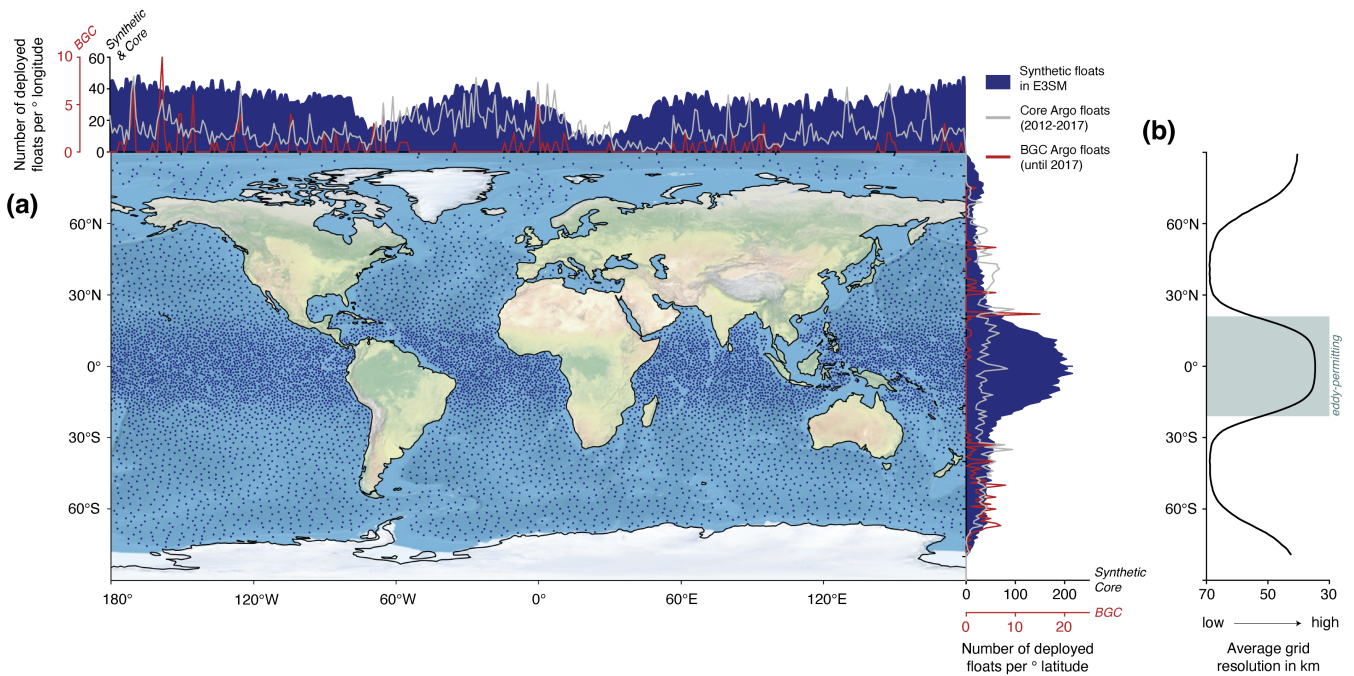 (a)
Number of deployed
floats per ° longitude
BGC
Synthetic
& Core
10
5
0
60
40
20
0
Synthetic floats
in E3SM
Core Argo floats
(2012-2017)
BGC Argo floats
(until 2017)
60°N
30°N
0°
30°S
60°S
180°
120°W
60°W
0°
60°E
120°E
0
100
200
Synthetic
Core
0
10
20
BGC
Number of deployed
floats per ° latitude
(b)
60°N
30°N
0°
30°S
60°S
eddy-permitting
70
50
30
low
high
Average grid
resolution in km